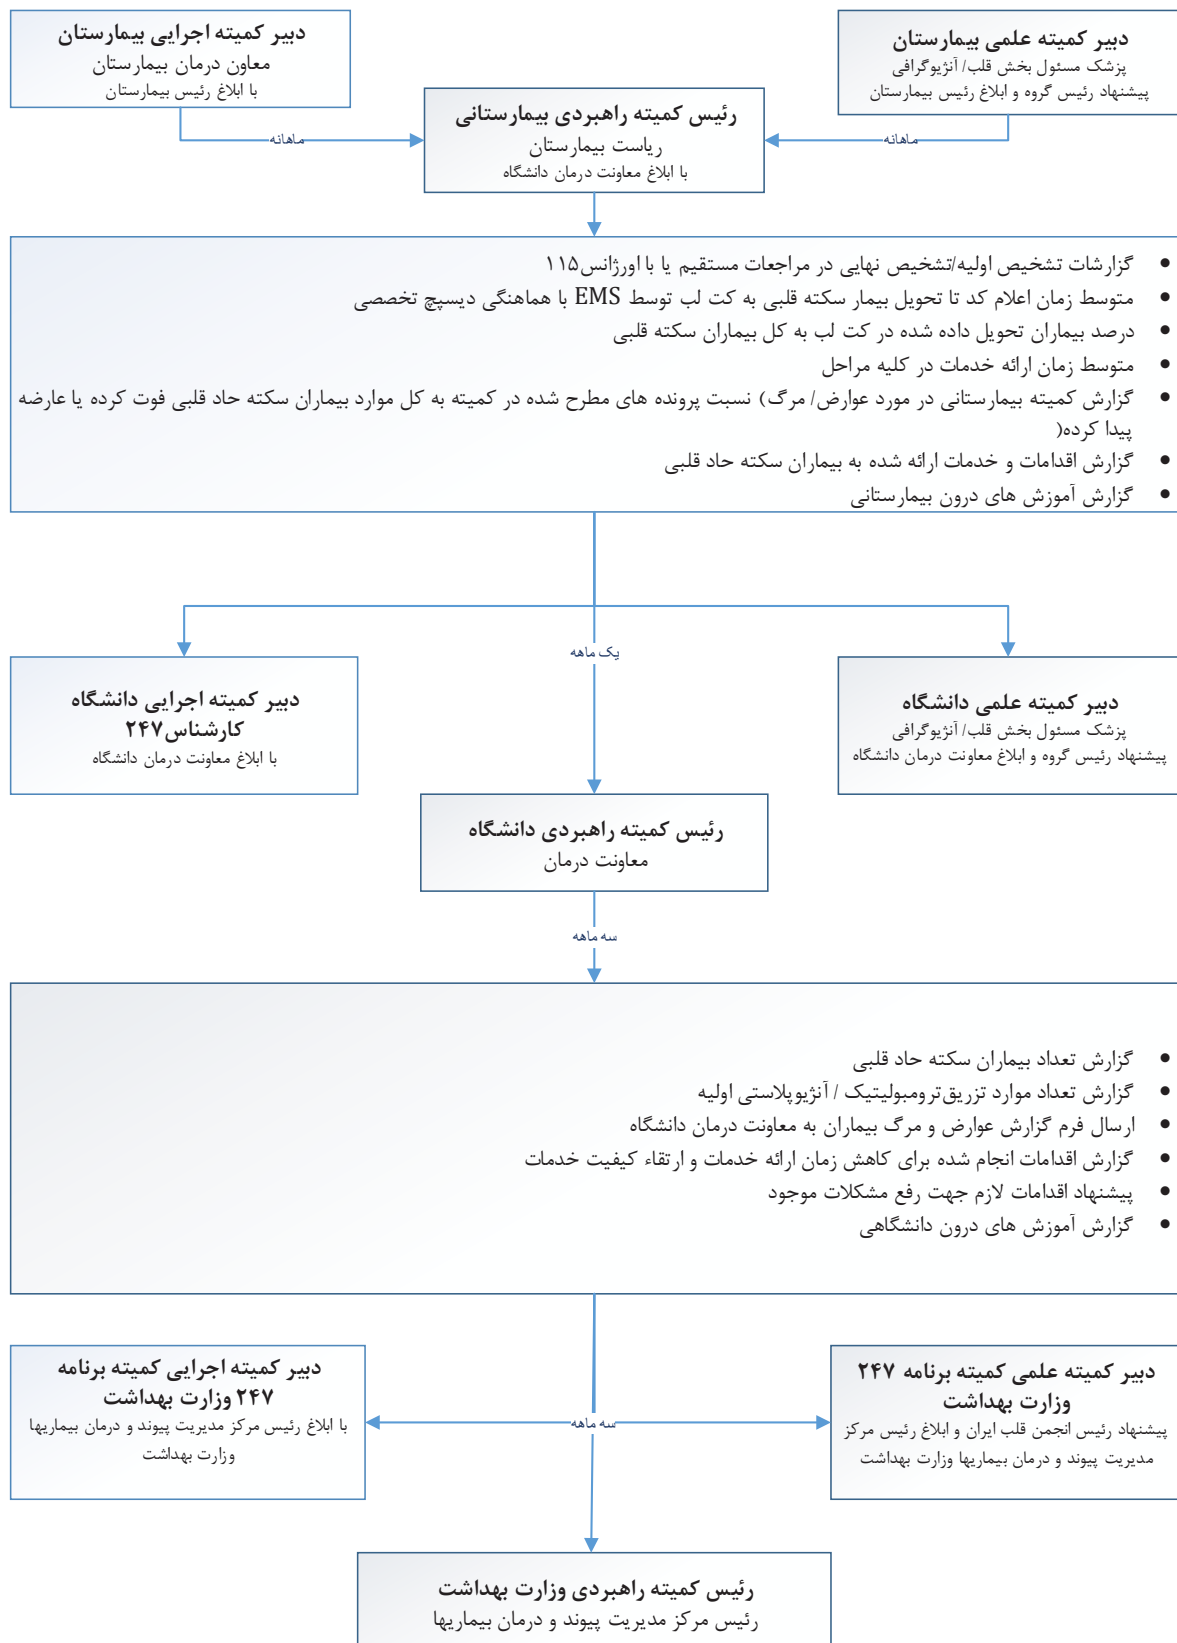 دبیر کمیته علمی بیمارستان
پزشک مسئول بخش قلب/ آنژیوگرافی
پیشنهاد رئیس گروه و ابلاغ رئیس بیمارستان
دبیر کمیته اجرایی بیمارستان
معاون درمان بیمارستان
با ابلاغ رئیس بیمارستان
رئیس کمیته راهبردی بیمارستانی
ریاست بیمارستان
با ابلاغ معاونت درمان دانشگاه
ماهانه
ماهانه
● گزارشات تشخیص اولیه/تشخیص نهایی در مراجعات مستقیم یا با اورژانس۱۱۵
● متوسط زمان اعلام کد تا تحویل بیمار سکته قلبی به کت لب توسط EMS با هماهنگی دیسپچ تخصصی
● درصد بیماران تحویل داده شده در کت لب به کل بیماران سکته قلبی
● متوسط زمان ارائه خدمات در کلیه مراحل
● گزارش کمیته بیمارستانی در مورد عوارض/ مرگ) نسبت پرونده های مطرح شده در کمیته به کل موارد بیماران سکته حاد قلبی فوت کرده یا عارضه
پیدا کرده(
● گزارش اقدامات و خدمات ارائه شده به بیماران سکته حاد قلبی
● گزارش آموزش های درون بیمارستانی
یک ماهه
دبیر کمیته علمی دانشگاه
پزشک مسئول بخش قلب/ آنژیوگرافی
پیشنهاد رئیس گروه و ابلاغ معاونت درمان دانشگاه
دبیر کمیته اجرایی دانشگاه
کارشناس۲۴۷
با ابلاغ معاونت درمان دانشگاه
رئیس کمیته راهبردی دانشگاه
معاونت درمان
سه ماهه
● گزارش تعداد بیماران سکته حاد قلبی
● گزارش تعداد موارد تزریق‌ترومبولیتیک / آنژیوپلاستی اولیه
● ارسال فرم گزارش عوارض و مرگ بیماران به معاونت درمان دانشگاه
● گزارش اقدامات انجام شده برای کاهش زمان ارائه خدمات و ارتقاء کیفیت خدمات
● پیشنهاد اقدامات لازم جهت رفع مشکلات موجود
● گزارش آموزش های درون دانشگاهی
دبیر کمیته علمی کمیته برنامه ۲۴۷
وزارت بهداشت
پیشنهاد رئیس انجمن قلب ایران و ابلاغ رئیس مرکز
مدیریت پیوند و درمان بیماریها وزارت بهداشت
سه ماهه
دبیر کمیته اجرایی کمیته برنامه
۲۴۷ وزارت بهداشت
با ابلاغ رئیس مرکز مدیریت پیوند و درمان بیماریها
وزارت بهداشت
رئیس کمیته راهبردی وزارت بهداشت
رئیس مرکز مدیریت پیوند و درمان بیماریها